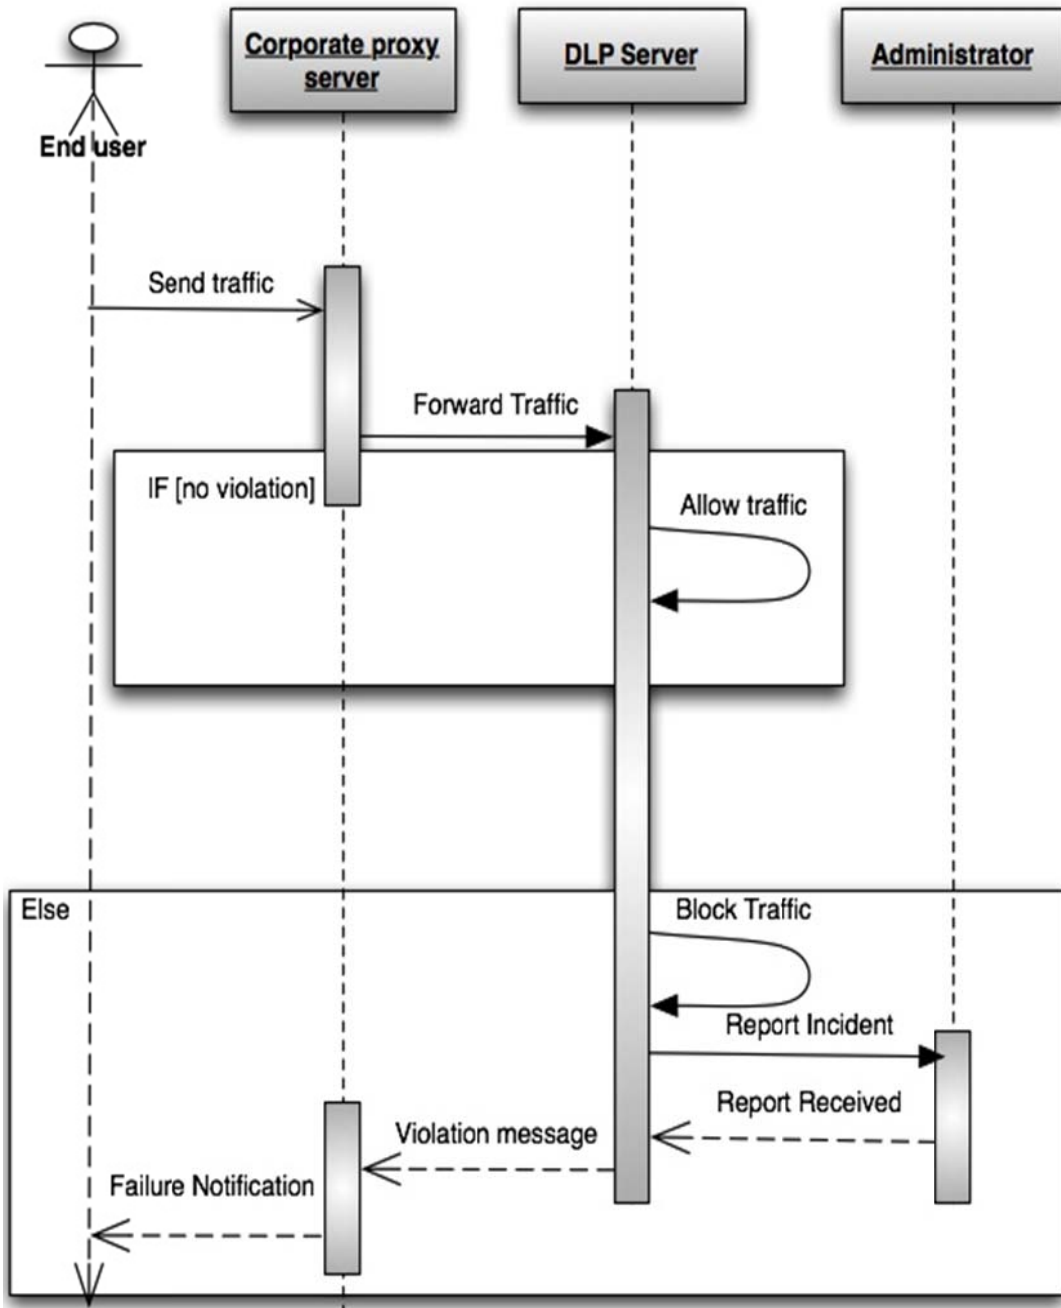 Corporate proxy
server
DLP Server
Administrator
End user
Send traffic
Forward Traffic
IF [no violation]
Allow traffic
Else
Block Traffic
Report Incident
Report Received
Violation message
Failure Notification